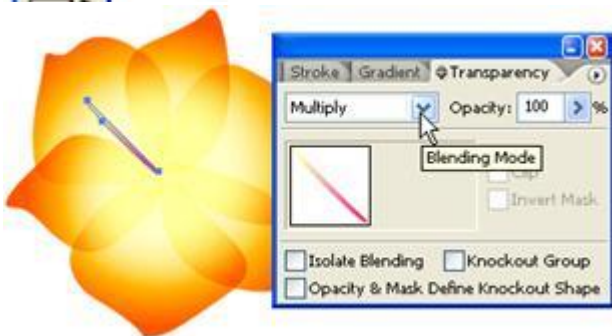 Stroke Gradient Transparency
Multiply Opacity: 100 %
Blending Mode
Clip
Invert Mask
Isolate Blending Knockout Group
Opacity & Mask Define Knockout Shape